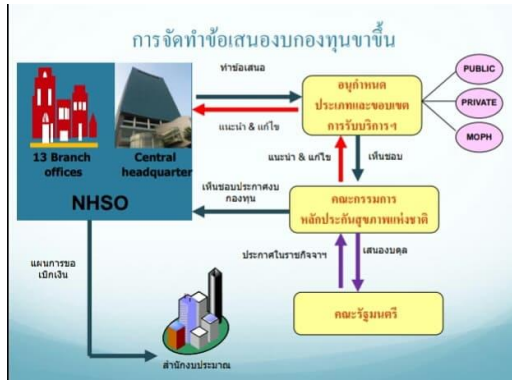 การจัดทำข้อเสนองบกองทุนขาขึ้น
ทำข้อเสนอ
แนะนำ & แก้ไข
อนุกำหนด
ประเภทและขอบเขต
การรับบริการฯ
PUBLIC
PRIVATE
MOPH
13 Branch
offices
Central
headquarter
NHSO
แนะนำ & แก้ไข
เห็นชอบ
เห็นชอบประกาศงบ
กองทุน
คณะกรรมการ
หลักประกันสุขภาพแห่งชาติ
แผนการขอ
เบิกเงิน
ประกาศในราชกิจจาฯ
เสนองบดุล
คณะรัฐมนตรี
สำนักงบประมาณ